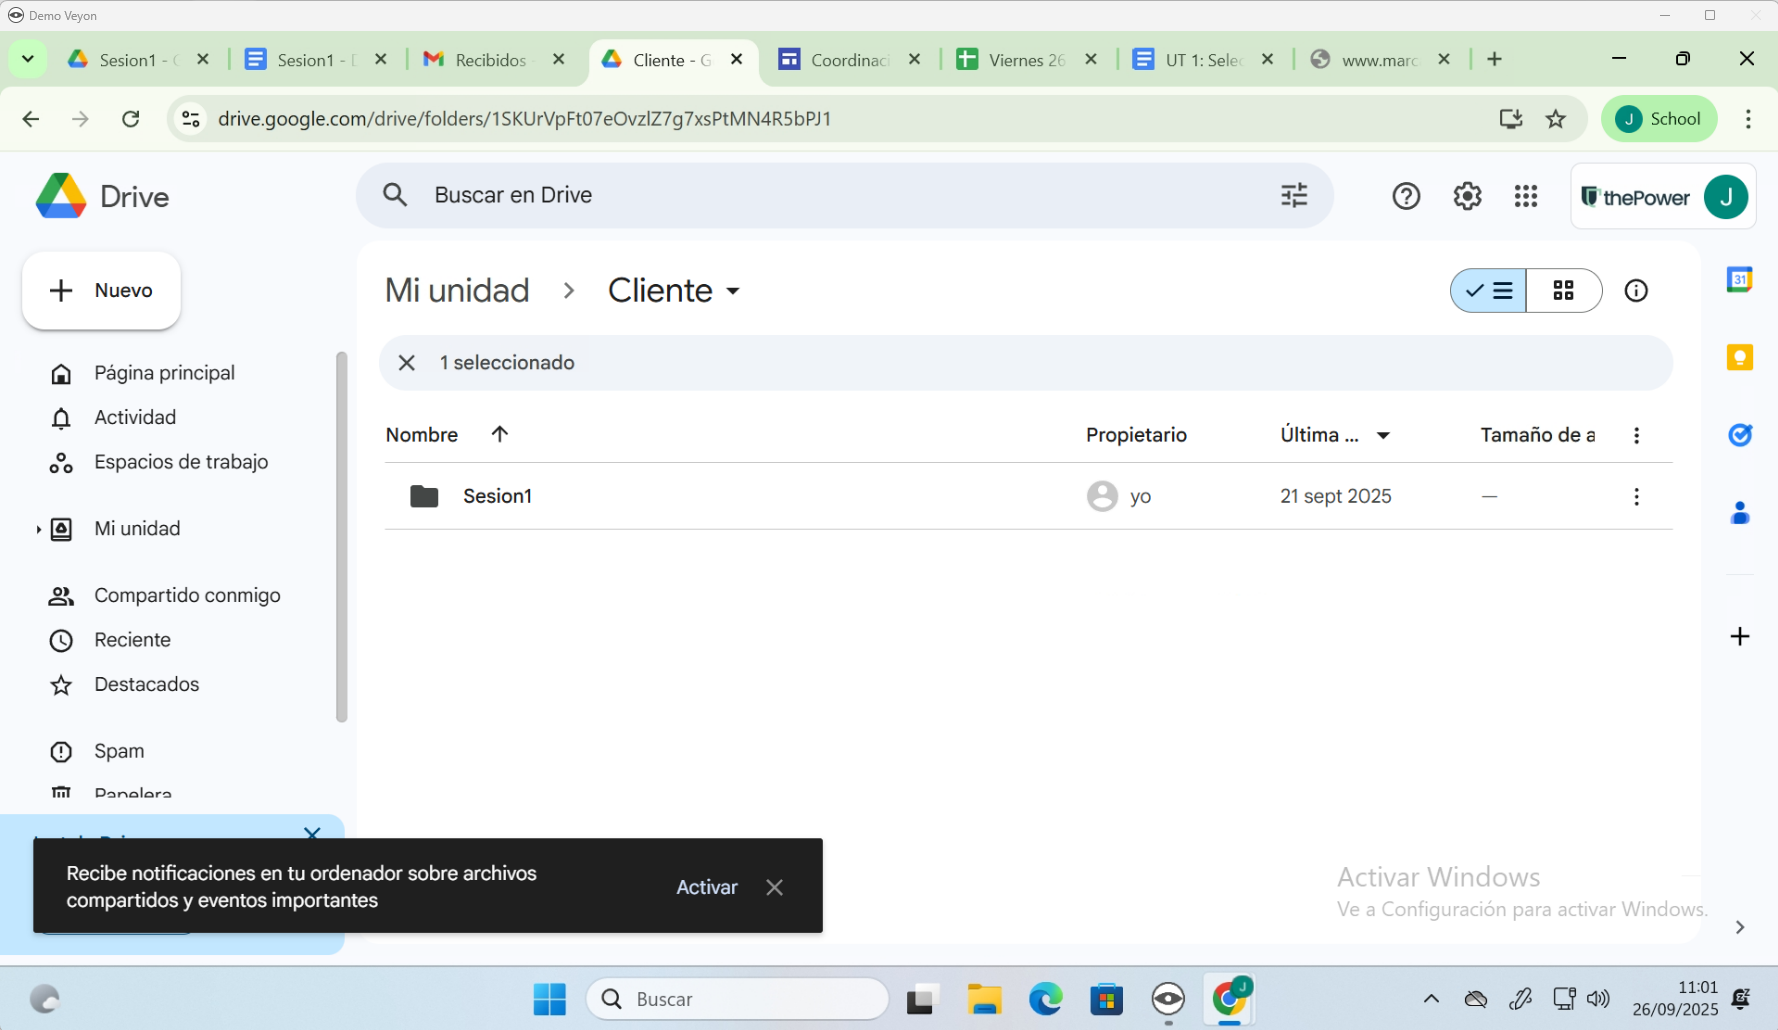 Demo Veyon
Sesion1 -
Sesion1 -
Recibidos
Cliente - G
Coordinac
Viernes 26
UT 1: Selec
www.marc
drive.google.com/drive/folders/1SKUrVpFt07eOvzlZ7g7xsPtMN4R5bPJ1
J School
Drive
Buscar en Drive
thePower J
Nuevo
Mi unidad
Cliente
31
1 seleccionado
Página principal
Actividad
Espacios de trabajo
Mi unidad
Compartido conmigo
Reciente
Destacados
Spam
Papelera
Nombre
Propietario
Última ...
Tamaño de a
Sesion1
yo
21 sept 2025
—
Recibe notificaciones en tu ordenador sobre archivos
compartidos y eventos importantes
Activar
Activar Windows
Ve a Configuración para activar Windows.
Buscar
J
11:01
26/09/2025